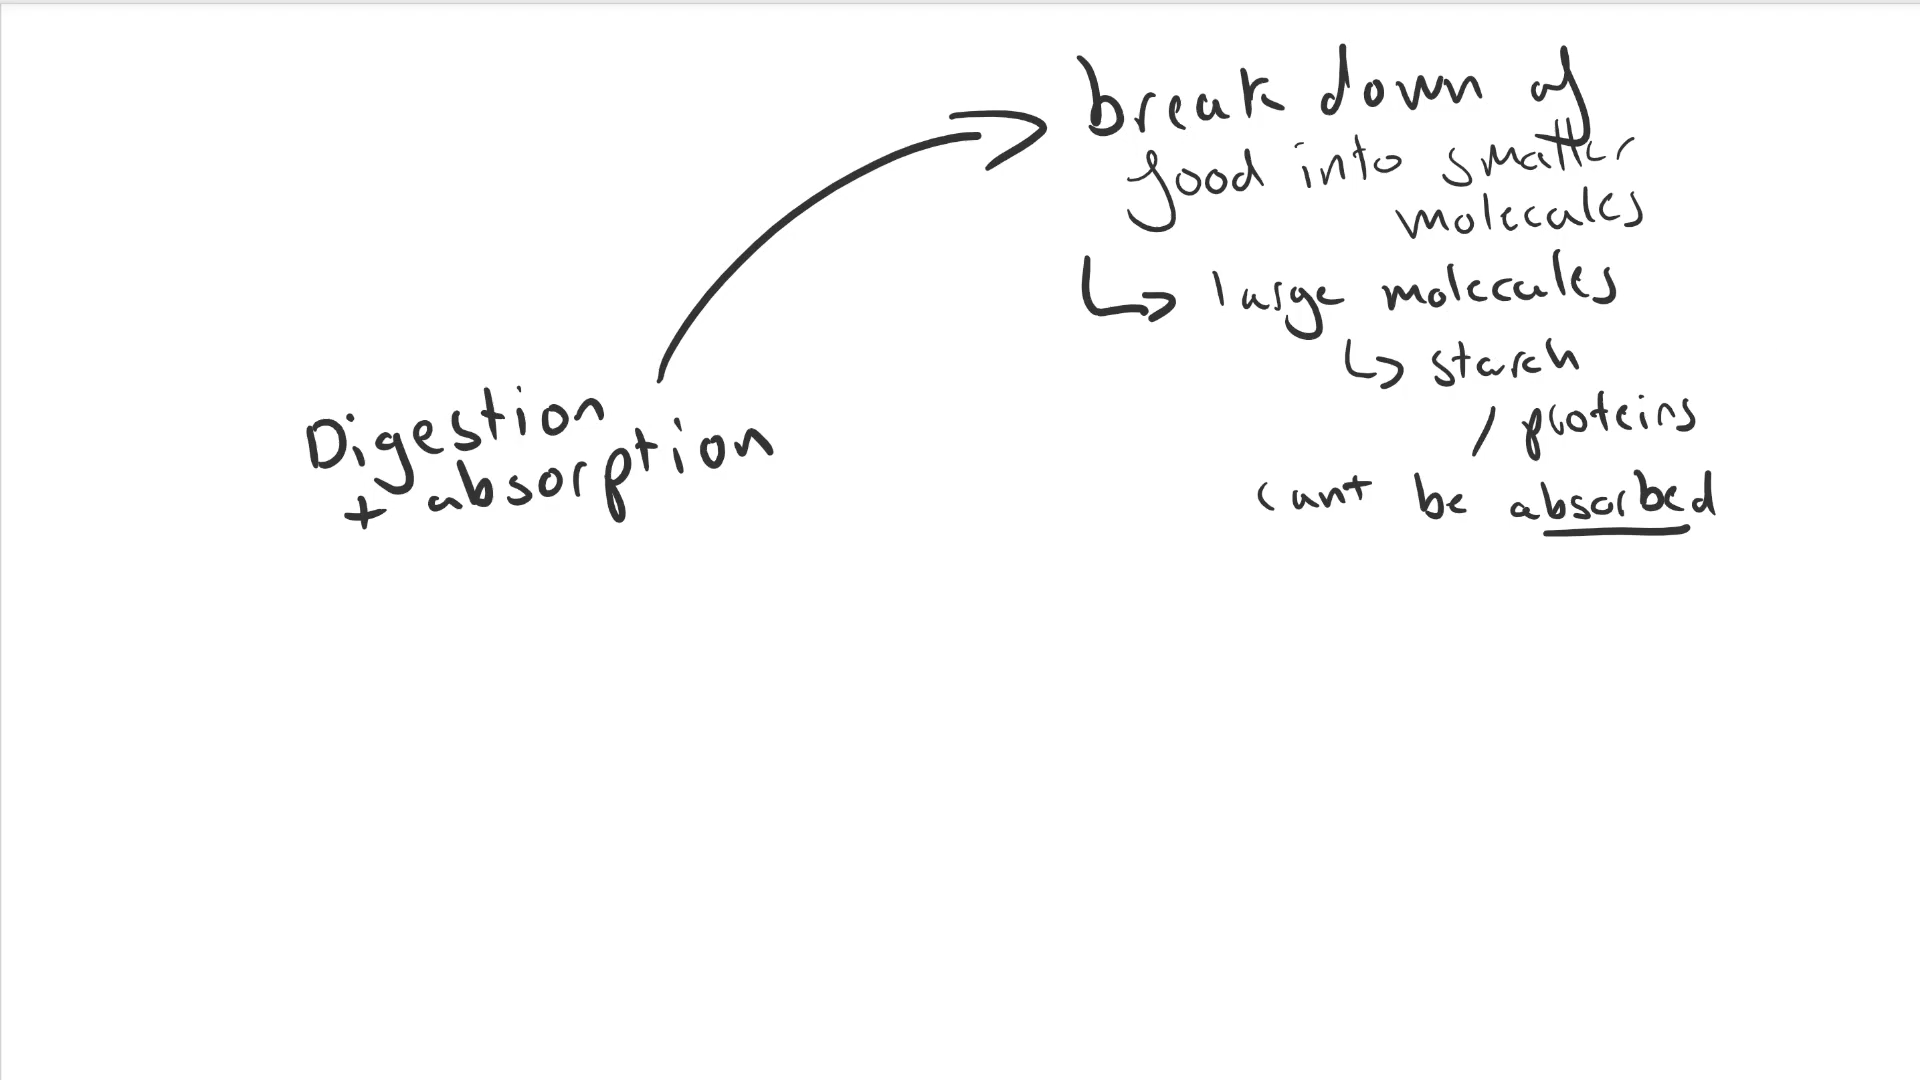 Digestion
+ absorption
break down of
food into smaller
molecules
↳ large molecules
↳ starch
/ proteins
cant be absorbed